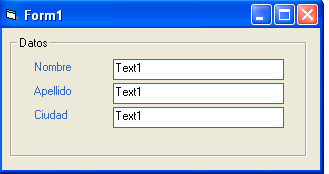 Form1
Datos
Nombre Text1
Apellido Text1
Ciudad Text1